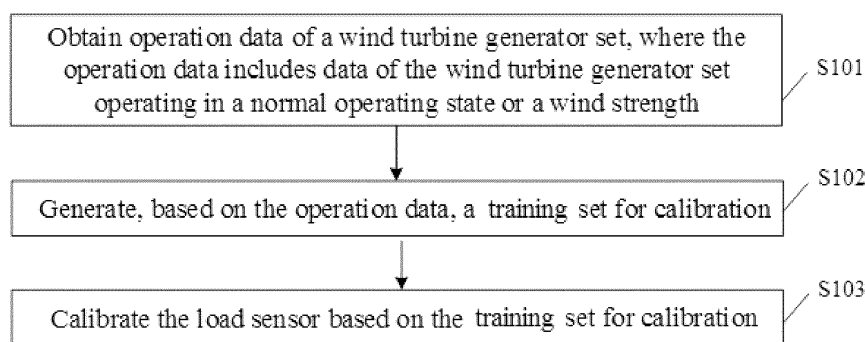 Obtain operation data of a wind turbine generator set, where the
operation data includes data of the wind turbine generator set
operating in a normal operating state or a wind strength
S101
S102
Generate, based on the operation data, a training set for calibration
S103
Calibrate the load sensor based on the training set for calibration